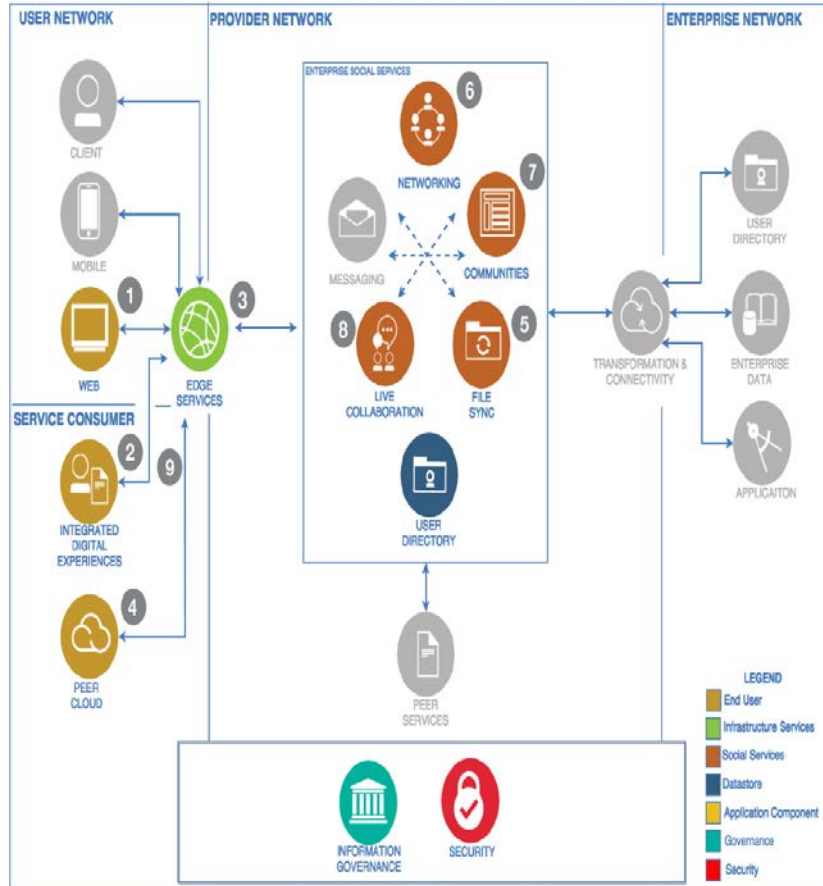 USER NETWORK
PROVIDER NETWORK
ENTERPRISE NETWORK
ENTERPRISE SOCIAL SERVICES
CLIENT
MOBILE
1
WEB
3
EDGE
SERVICES
SERVICE CONSUMER
2
9
INTEGRATED
DIGITAL
EXPERIENCES
4
PEER
CLOUD
6
NETWORKING
7
MESSAGING
COMMUNITIES
8
5
LIVE
COLLABORATION
FILE
SYNC
USER
DIRECTORY
PEER
SERVICES
TRANSFORMATION &
CONNECTIVITY
USER
DIRECTORY
ENTERPRISE
DATA
APPLICAITON
INFORMATION
GOVERNANCE
SECURITY
LEGEND
End User
Infrastructure Services
Social Services
Datastore
Application Component
Governance
Security